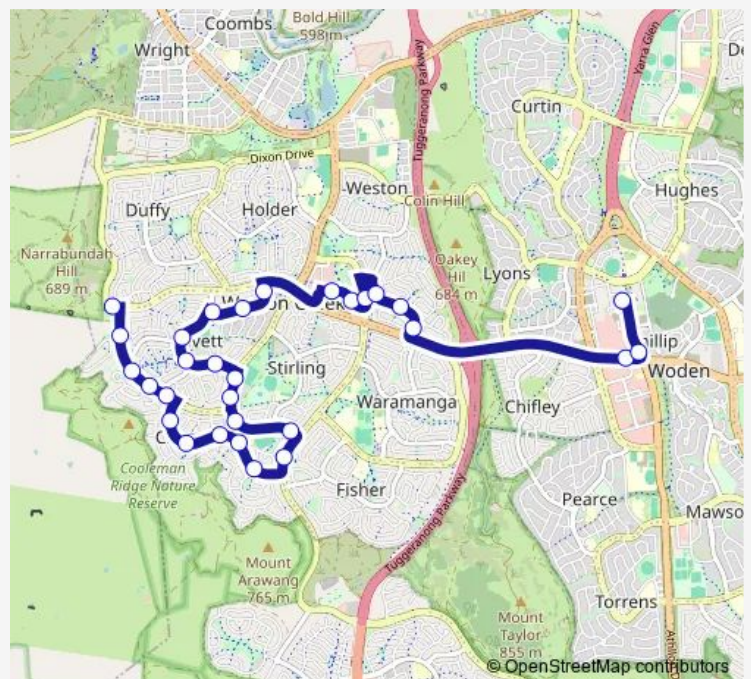 Coombs
Bold Hill
598 m
Wright
Tuggeranong Parkway
Yarra Glen
Curtin
Dixon Drive
Weston
Colin Hill
Hughes
Duffy
Holder
Narrabundah
Hill
689 m
Oakey
Hil
684 m
Lyons
Stirling
Woden
Waramanga
Chifley
Cooleman
Ridge Nature
Reserve
Fisher
Pearce
Mawso
Tuggeranong Parkway
Mount
Arawang
765 m
Torrens
Mount
Taylor
855 m
© OpenStreetMap contributors